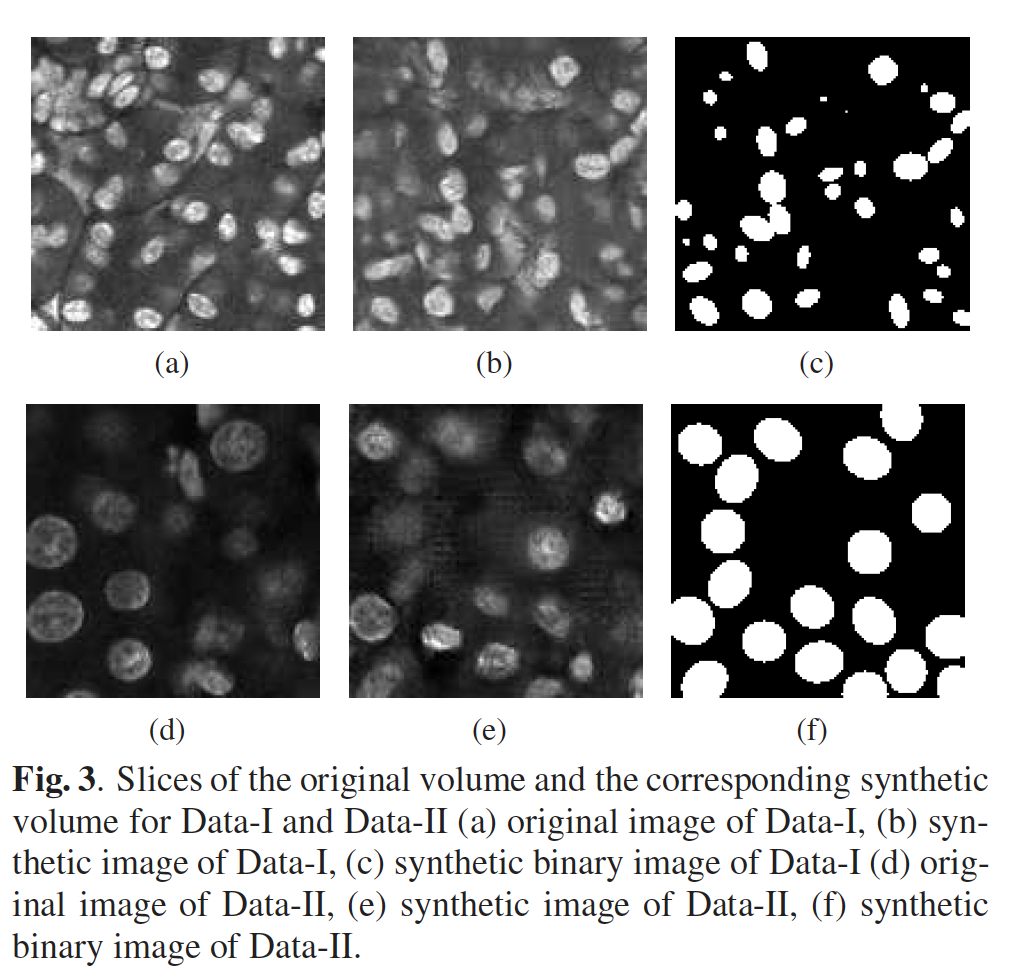 (a) (b) (c)
(d) (e) (f)
Fig. 3. Slices of the original volume and the corresponding synthetic
volume for Data-I and Data-II (a) original image of Data-I, (b) syn-
thetic image of Data-I, (c) synthetic binary image of Data-I (d) orig-
inal image of Data-II, (e) synthetic image of Data-II, (f) synthetic
binary image of Data-II.